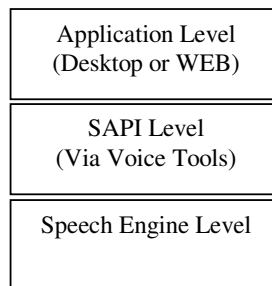 Application Level
(Desktop or WEB)
SAPI Level
(Via Voice Tools)
Speech Engine Level